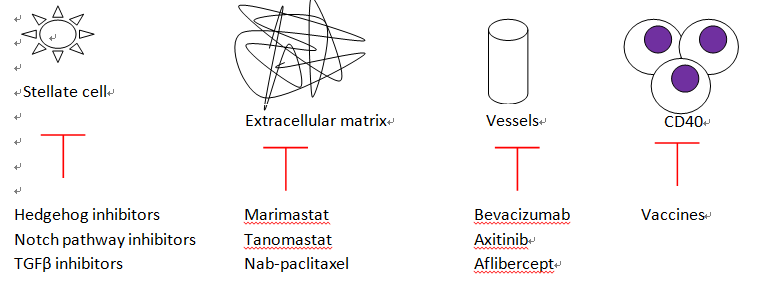 Stellate cell
Extracellular matrix
Vessels
CD40
Hedgehog inhibitors
Notch pathway inhibitors
TGFβ inhibitors
Marimastat
Tanomastat
Nab-paclitaxel
Bevacizumab
Axitinib
Aflibercept
Vaccines